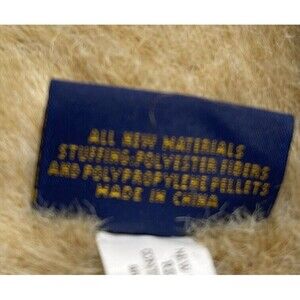 ALL NEW MATERIALS
STUFFING:POLYESTER FIBERS
AND POLYPROPYLENE PELLETS
MADE IN CHINA